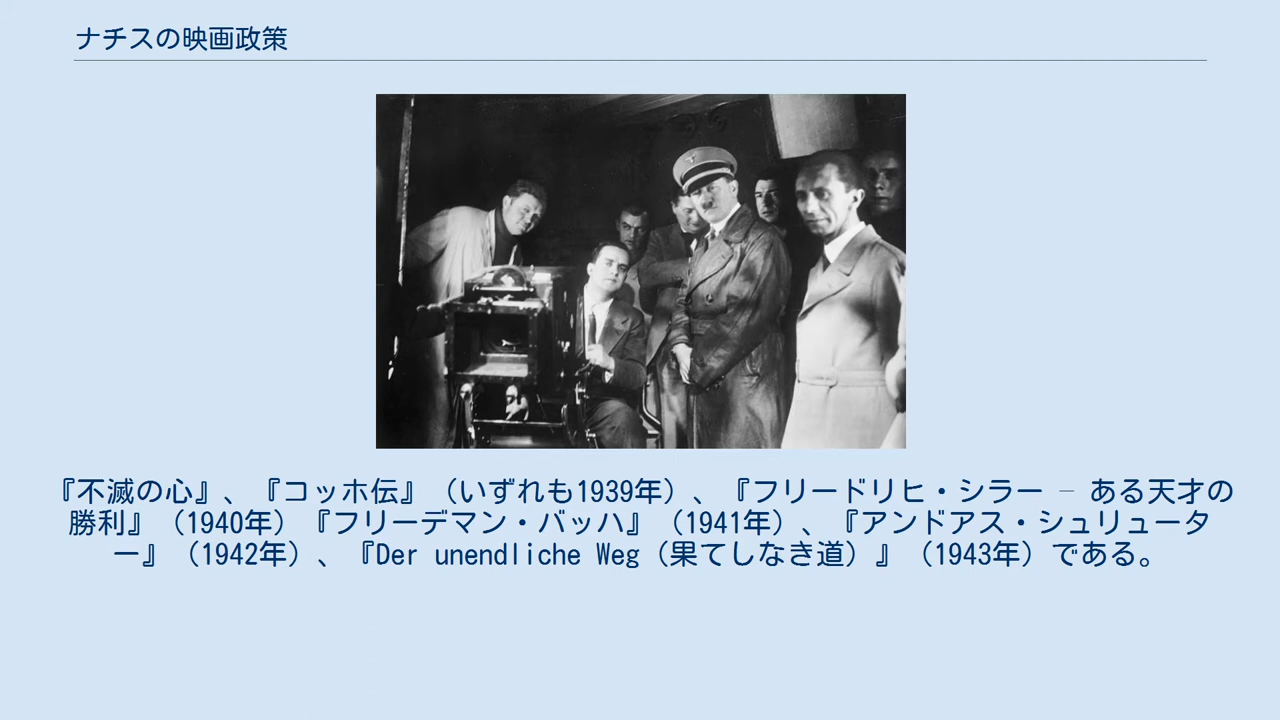 ナチスの映画政策
『不滅の心』、『コッホ伝』（いずれも1939年）、『フリードリヒ・シラー – ある天才の
勝利』（1940年）『フリーデマン・バッハ』（1941年）、『アンドアス・シュリュータ
ー』（1942年）、『Der unendliche Weg（果てしなき道）』（1943年）である。